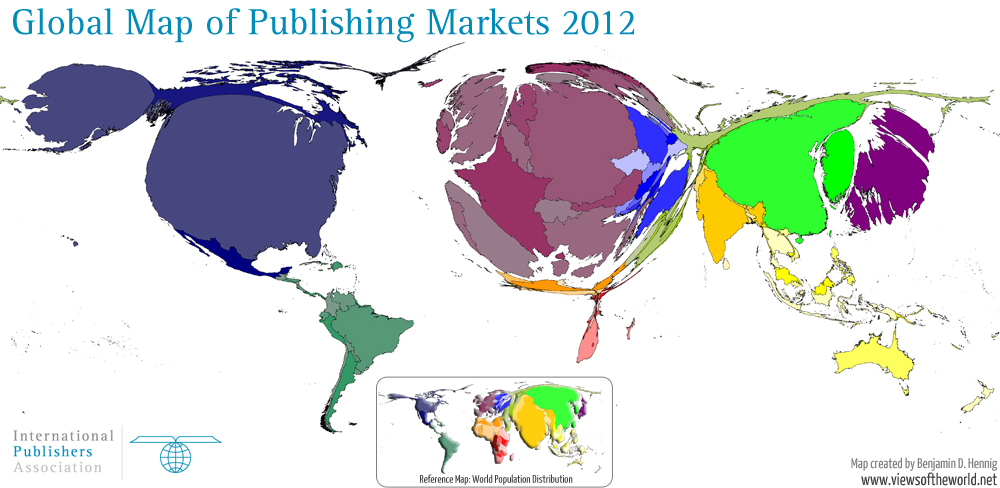 Global Map of Publishing Markets 2012
International
Publishers
Association
Reference Map: World Population Distribution
Map created by Benjamin D. Hennig
www.viewsoftheworld.net